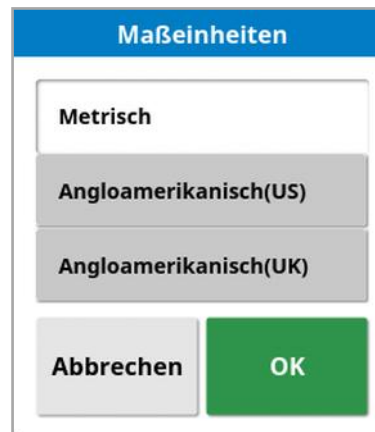 Maßeinheiten
Metrisch
Angloamerikanisch(US)
Angloamerikanisch(UK)
Abbrechen
OK